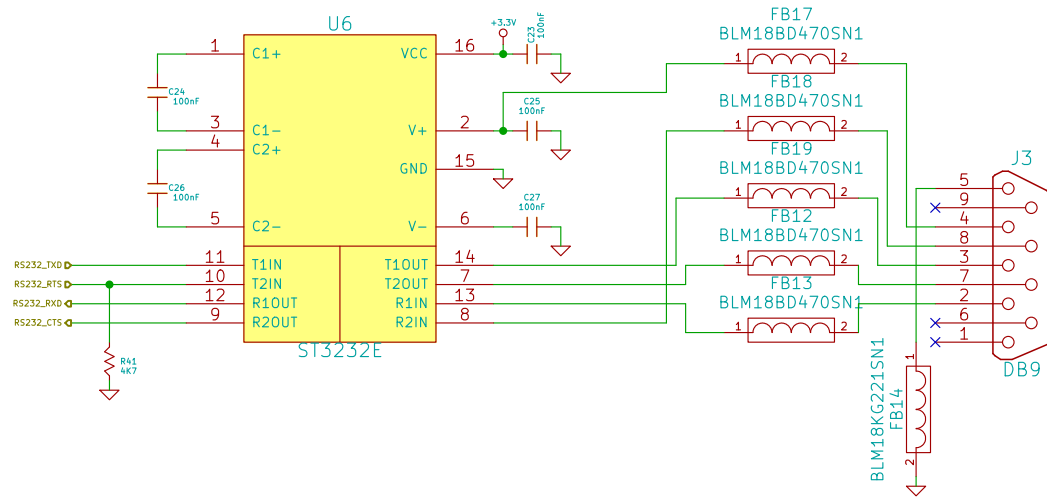 U6
1 C1+
VCC 16
+3.3V
C23
100nF
C24
100nF
3 C1-
4 C2+
V+ 2
C25
100nF
GND 15
C26
100nF
5 C2-
V- 6
C27
100nF
RS232_TXD 11 T1IN
T1OUT 14
RS232_RTS 10 T2IN
T2OUT 7
RS232_RXD 12 R1OUT
R1IN 13
RS232_CTS 9 R2OUT
R2IN 8
ST3232E
R41
4K7
FB17
BLM18BD470SN1
1 2
FB18
BLM18BD470SN1
1 2
FB19
BLM18BD470SN1
1 2
FB12
BLM18BD470SN1
1 2
FB13
BLM18BD470SN1
1 2
J3
5
9
4
8
3
7
2
6
1
DB9
BLM18KG221SN1
FB14
1
2